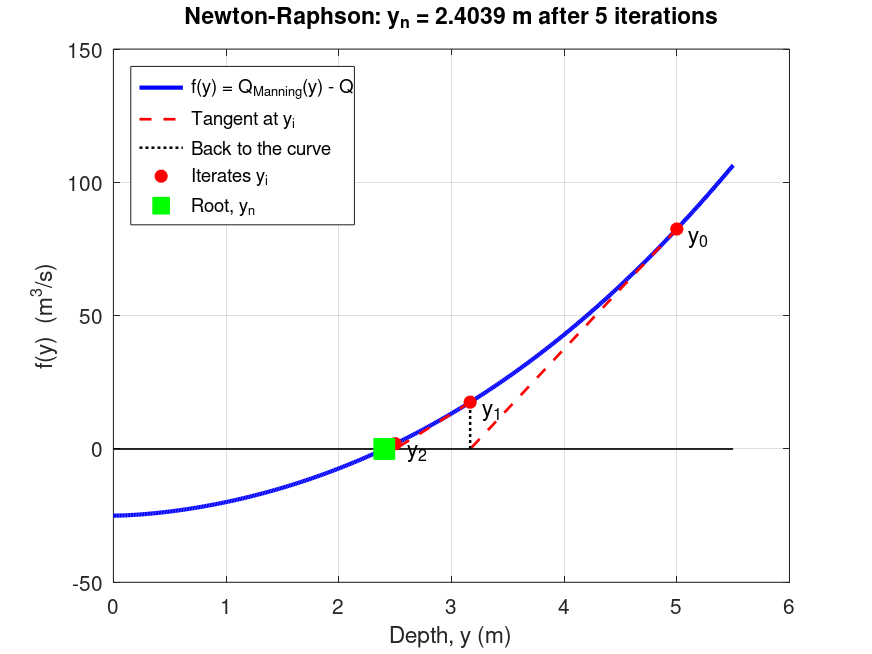 Newton-Raphson: yₙ = 2.4039 m after 5 iterations
f(y) = Q_Manning(y) - Q
Tangent at yᵢ
Back to the curve
Iterates yᵢ
Root, yₙ
y₀
y₁
y₂
150
100
50
0
-50
f(y) (m³/s)
0 1 2 3 4 5 6
Depth, y (m)